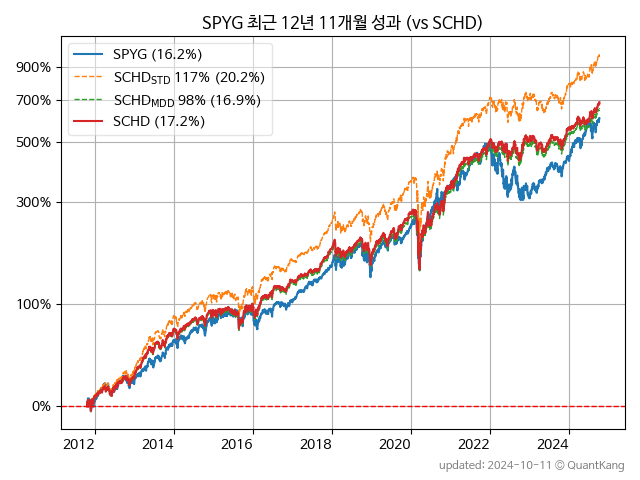 SPYG 최근 12년 11개월 성과 (vs SCHD)
SPYG (16.2%)
SCHD_STD 117% (20.2%)
SCHD_MDD 98% (16.9%)
SCHD (17.2%)
900%
700%
500%
300%
100%
0%
2012 2014 2016 2018 2020 2022 2024
updated: 2024-10-11 © QuantKang